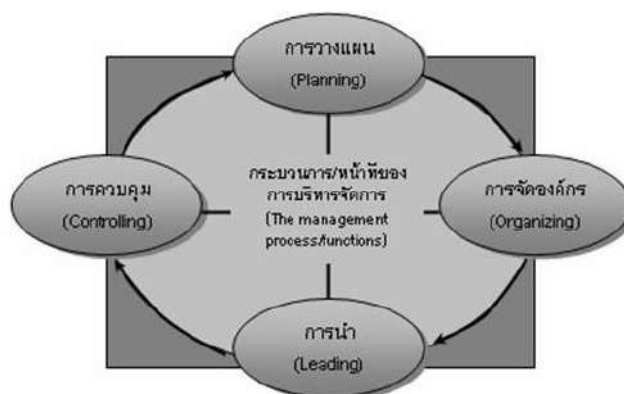 การวางแผน
(Planning)
กระบวนการ/หน้าที่ของ
การบริหารจัดการ
(The management
process/functions)
การควบคุม
(Controlling)
การจัดองค์กร
(Organizing)
การนำ
(Leading)